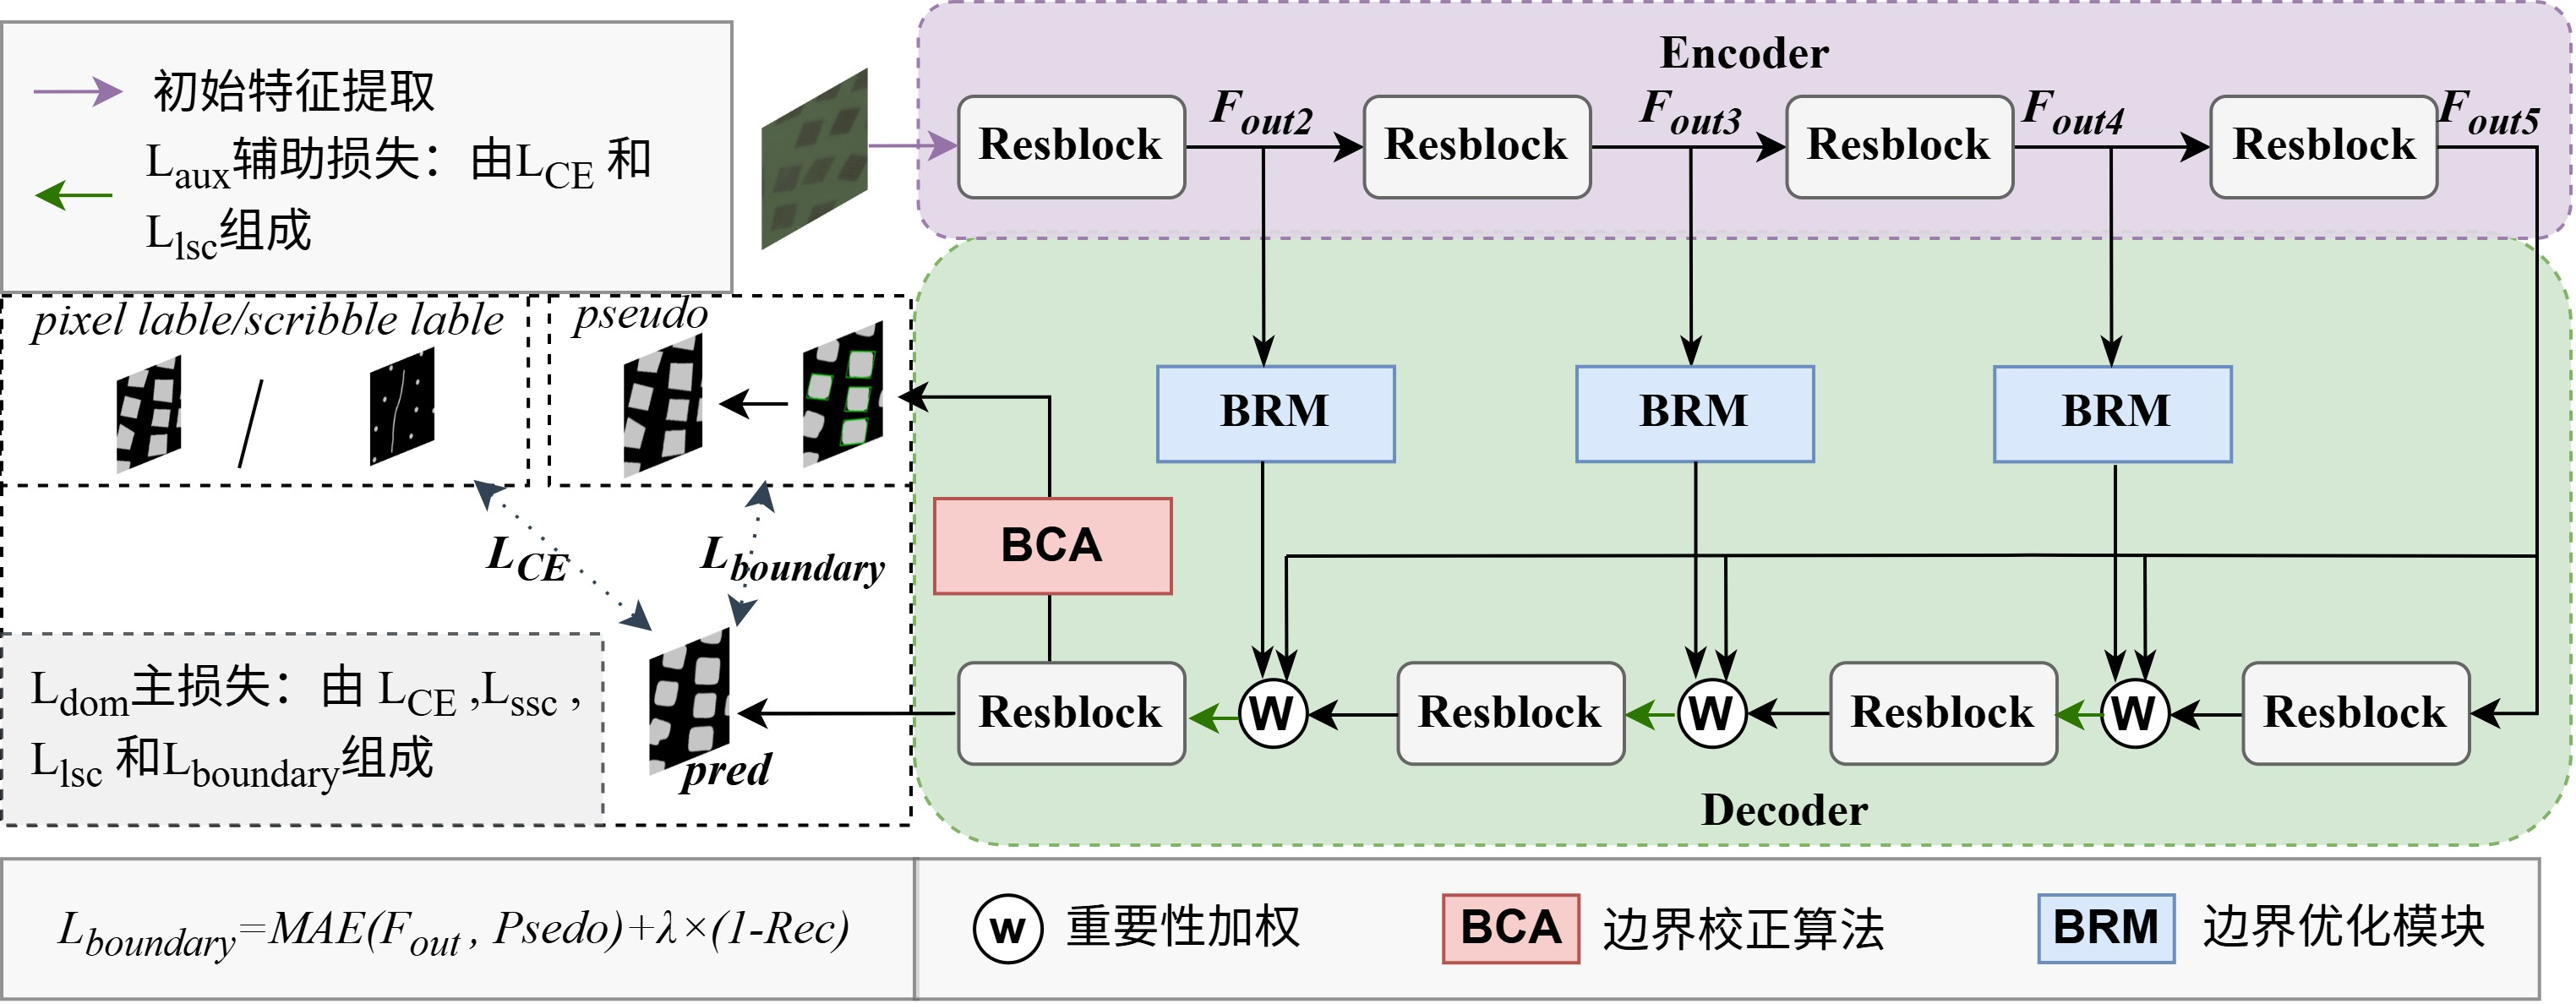 初始特征提取
Laux辅助损失：由LCE 和
Llsc组成
Encoder
Resblock
Fout2
Resblock
Fout3
Resblock
Fout4
Resblock
Fout5
pixel lable/scribble lable
pseudo
BRM
BRM
BRM
BCA
LCE
Lboundary
Ldom主损失：由 LCE ,Lssc ,
Llsc 和Lboundary组成
pred
Resblock
W
Resblock
W
Resblock
W
Resblock
Decoder
Lboundary=MAE(Fout , Psedo)+λ×(1-Rec)
w
重要性加权
BCA
边界校正算法
BRM
边界优化模块